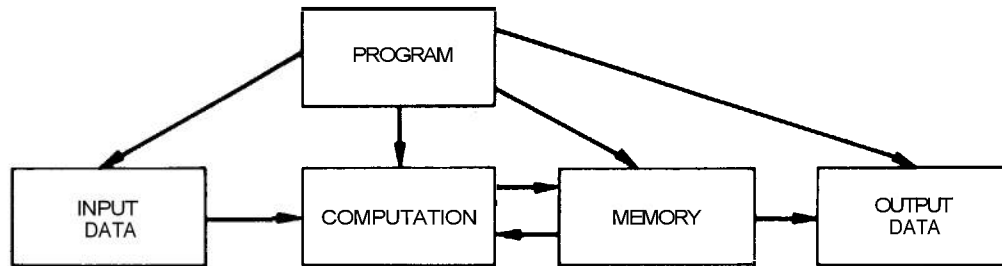 PROGRAM
INPUT
DATA
COMPUTATION
MEMORY
OUTPUT
DATA